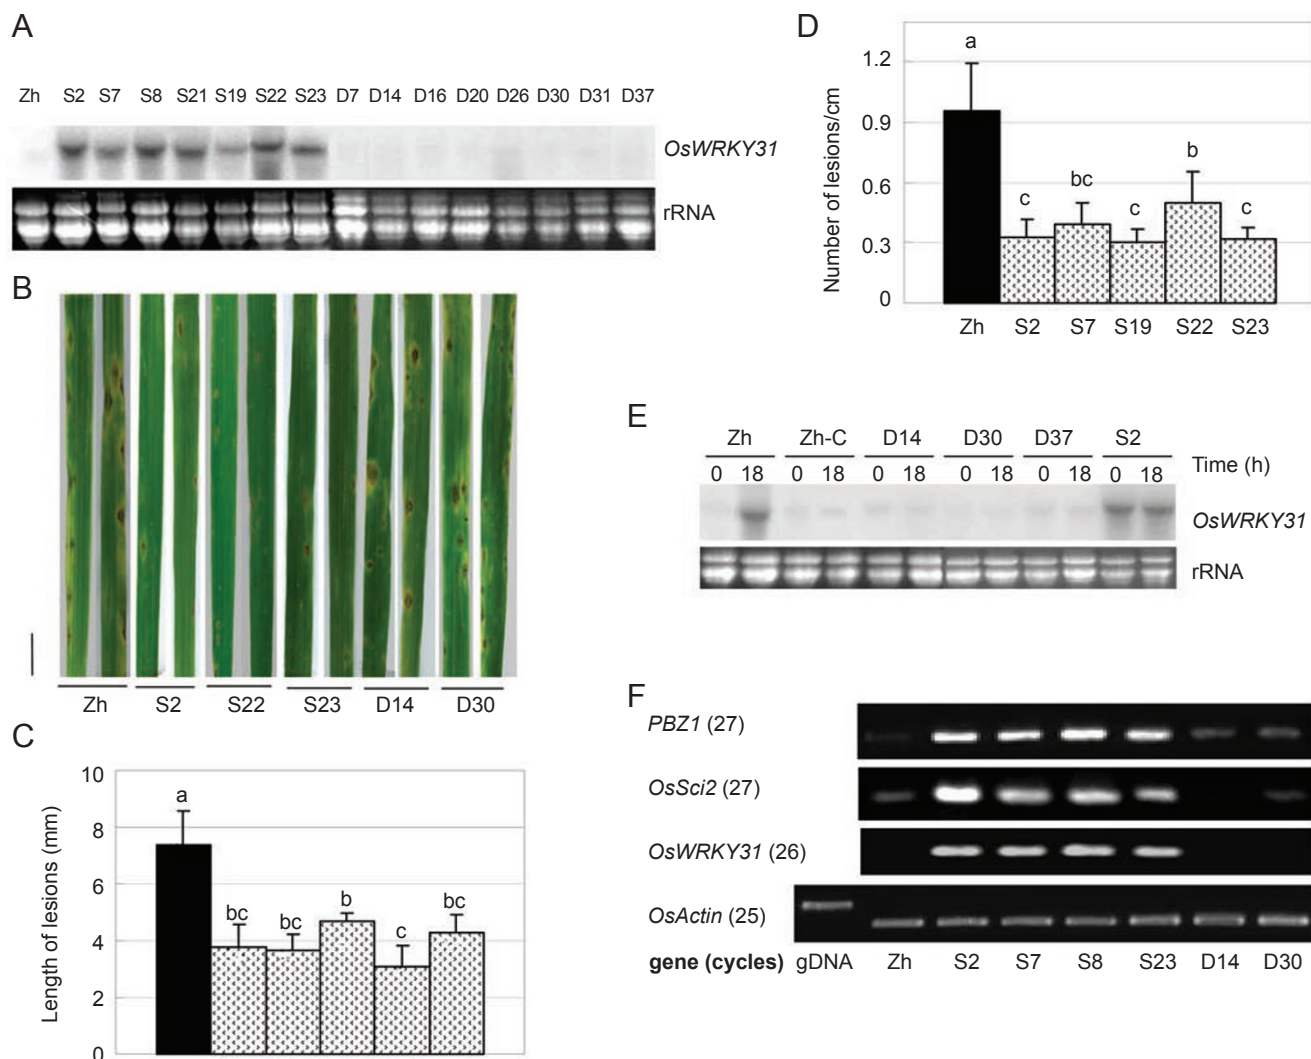 A
Zh S2 S7 S8 S21 S19 S22 S23 D7 D14 D16 D20 D26 D30 D31 D37
OsWRKY31
rRNA
B
Zh S2 S22 S23 D14 D30
C
Length of lesions (mm)
10
8
6
4
2
0
a
bc bc b c bc
D
Number of lesions/cm
1.2
0.9
0.6
0.3
0
a
c bc c b c
Zh S2 S7 S19 S22 S23
E
Zh Zh-C D14 D30 D37 S2
0 18 0 18 0 18 0 18 0 18 0 18 Time (h)
OsWRKY31
rRNA
F
PBZ1 (27)
OsSci2 (27)
OsWRKY31 (26)
OsActin (25)
gene (cycles) gDNA Zh S2 S7 S8 S23 D14 D30